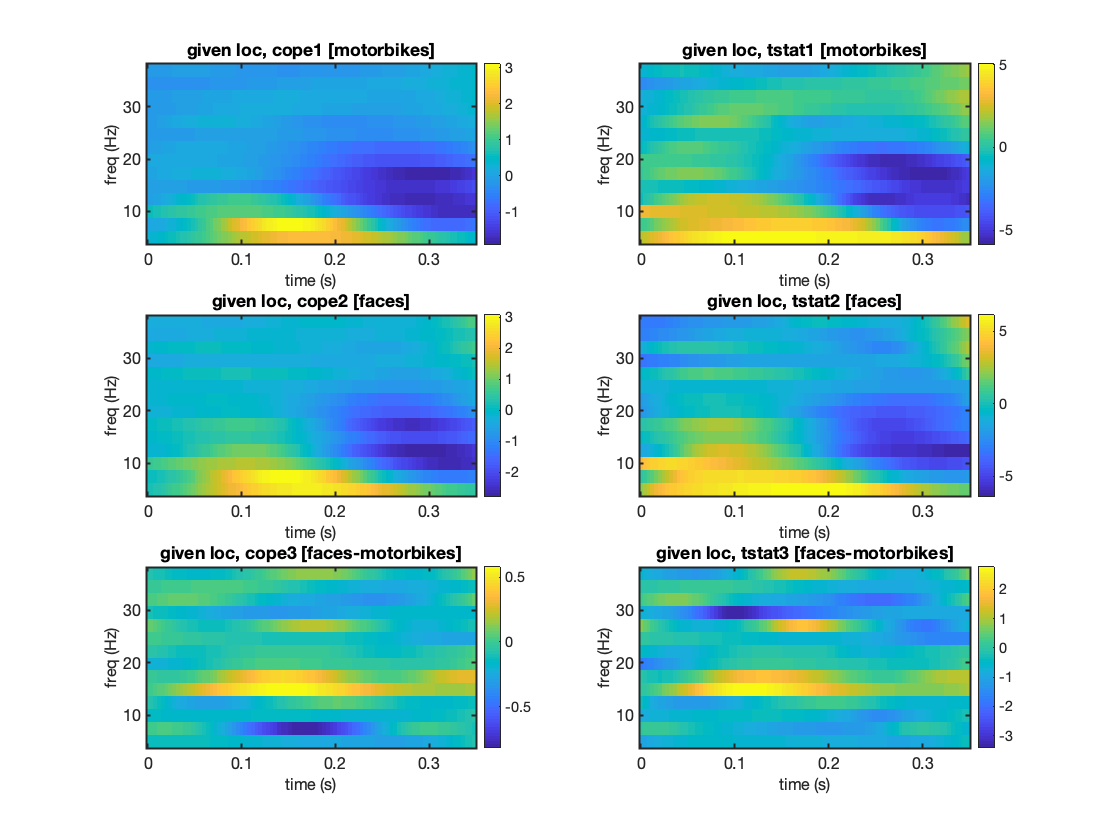 given loc, cope1 [motorbikes]
freq (Hz)
30
20
10
0 0.1 0.2 0.3
time (s)
3
2
1
0
-1
given loc, tstat1 [motorbikes]
freq (Hz)
30
20
10
0 0.1 0.2 0.3
time (s)
5
0
-5
given loc, cope2 [faces]
freq (Hz)
30
20
10
0 0.1 0.2 0.3
time (s)
3
2
1
0
-1
-2
given loc, tstat2 [faces]
freq (Hz)
30
20
10
0 0.1 0.2 0.3
time (s)
5
0
-5
given loc, cope3 [faces-motorbikes]
freq (Hz)
30
20
10
0 0.1 0.2 0.3
time (s)
0.5
0
-0.5
given loc, tstat3 [faces-motorbikes]
freq (Hz)
30
20
10
0 0.1 0.2 0.3
time (s)
2
1
0
-1
-2
-3